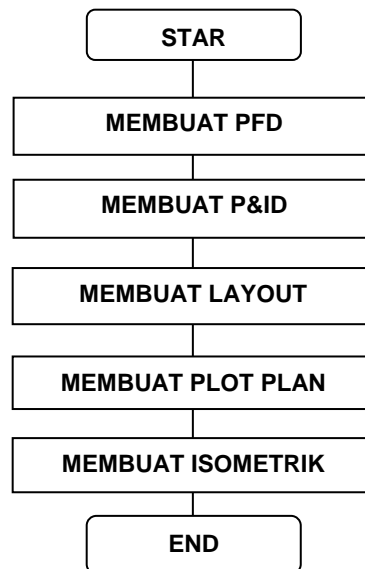 STAR
MEMBUAT PFD
MEMBUAT P&ID
MEMBUAT LAYOUT
MEMBUAT PLOT PLAN
MEMBUAT ISOMETRIK
END